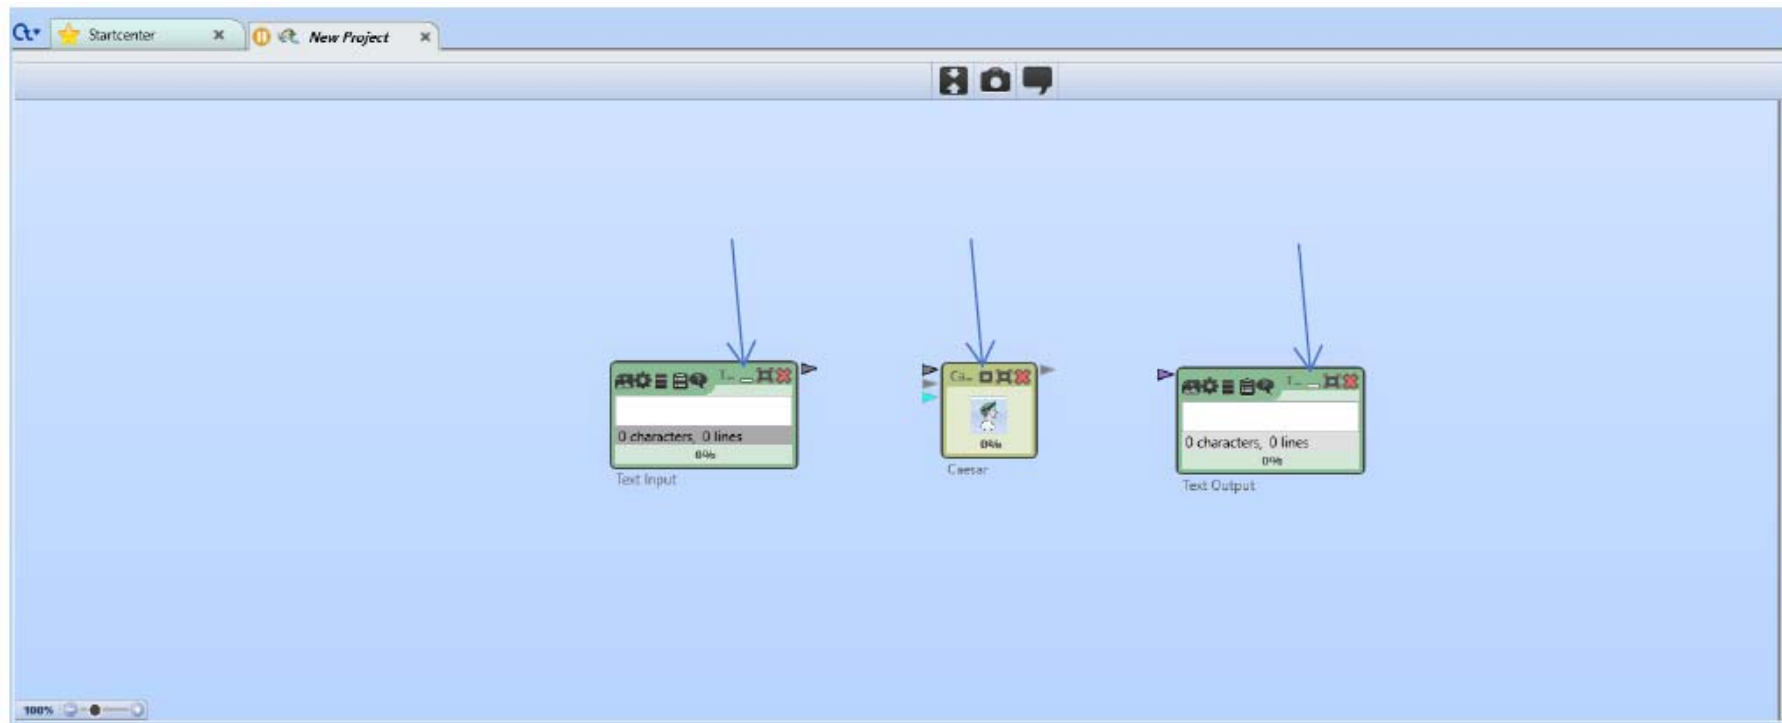 Startcenter
New Project
T...
0 characters, 0 lines
0%
Text Input
Ca...
0%
Caesar
T...
0 characters, 0 lines
0%
Text Output
100%